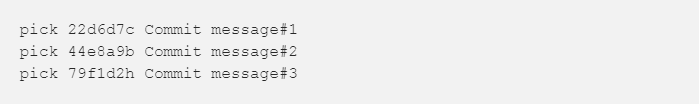 pick 22d6d7c Commit message#1
pick 44e8a9b Commit message#2
pick 79f1d2h Commit message#3